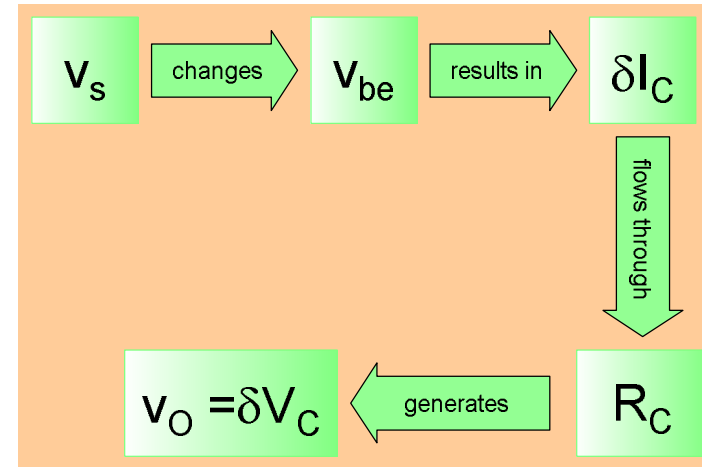 vs
changes
vbe
results in
δIC
flows through
RC
generates
vO =δVC